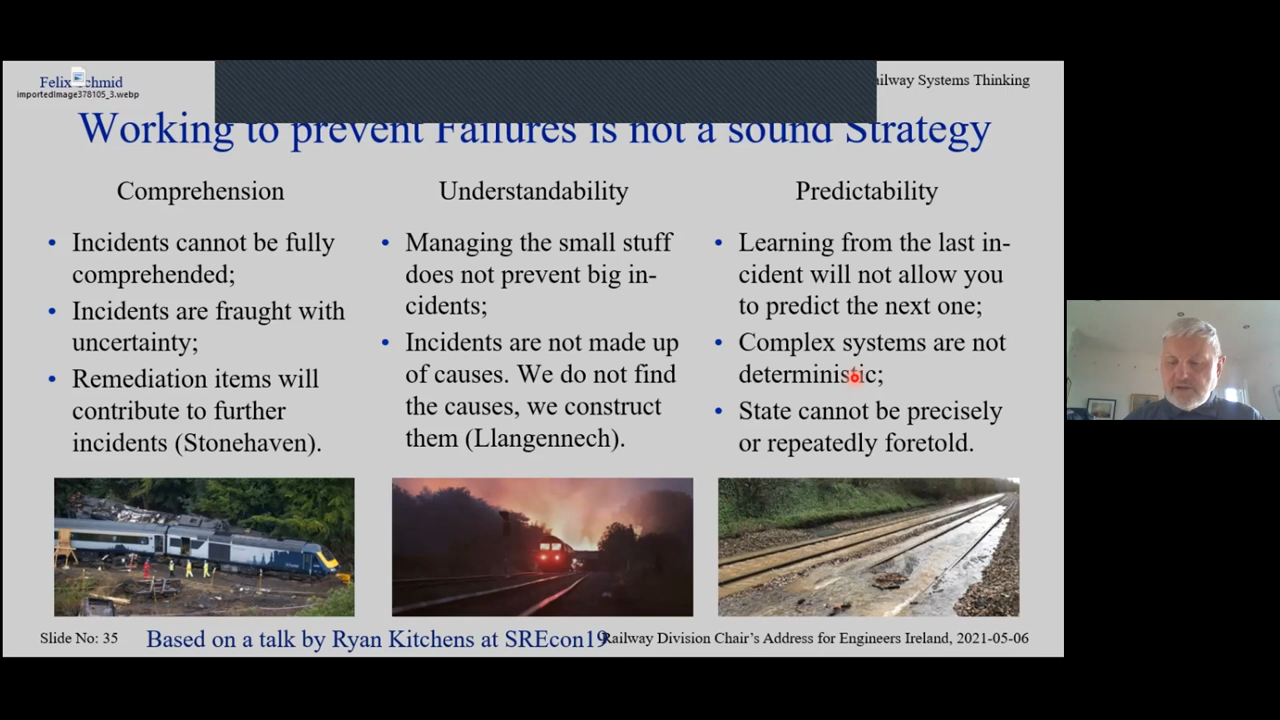 Felix Schmid
importedImage378105_3.webp
ailway Systems Thinking
Working to prevent Failures is not a sound Strategy
Comprehension
• Incidents cannot be fully
comprehended;
• Incidents are fraught with
uncertainty;
• Remediation items will
contribute to further
incidents (Stonehaven).
Understandability
• Managing the small stuff
does not prevent big in-
cidents;
• Incidents are not made up
of causes. We do not find
the causes, we construct
them (Llangennech).
Predictability
• Learning from the last in-
cident will not allow you
to predict the next one;
• Complex systems are not
deterministic;
• State cannot be precisely
or repeatedly foretold.
Slide No: 35
Based on a talk by Ryan Kitchens at SREcon19
Railway Division Chair's Address for Engineers Ireland, 2021-05-06